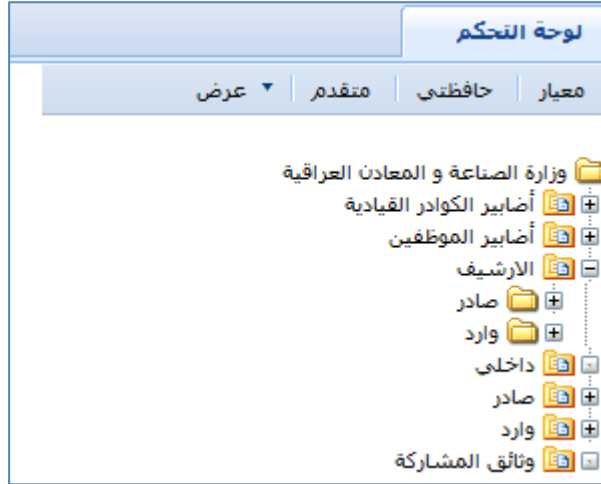 لوحة التحكم
معيار حافظتي متقدم عرض
وزارة الصناعة و المعادن العراقية
أضابير الكوادر القيادية
أضابير الموظفين
الارشيف
صادر
وارد
داخلي
صادر
وارد
وثائق المشاركة